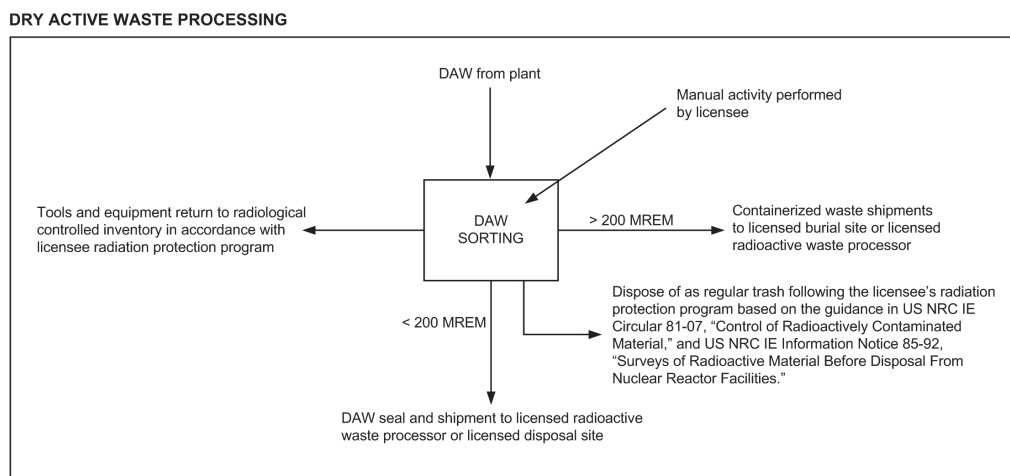 DRY ACTIVE WASTE PROCESSING
DAW from plant
Manual activity performed
by licensee
Tools and equipment return to radiological
controlled inventory in accordance with
licensee radiation protection program
DAW
SORTING
> 200 MREM
Containerized waste shipments
to licensed burial site or licensed
radioactive waste processor
< 200 MREM
Dispose of as regular trash following the licensee’s radiation
protection program based on the guidance in US NRC IE
Circular 81-07, “Control of Radioactively Contaminated
Material,” and US NRC IE Information Notice 85-92,
“Surveys of Radioactive Material Before Disposal From
Nuclear Reactor Facilities.”
DAW seal and shipment to licensed radioactive
waste processor or licensed disposal site